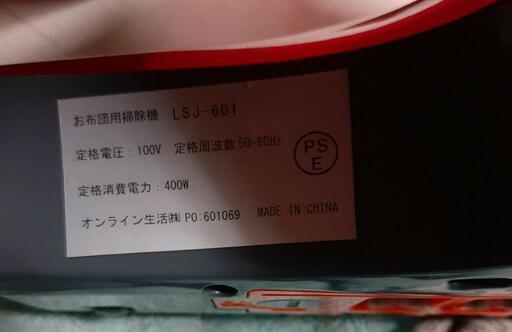 お布団用掃除機 LSJ-601
定格電圧：100V 定格周波数50-60Hz
PS
E
定格消費電力：400W
オンライン生活㈱ PO:601069 MADE IN CHINA